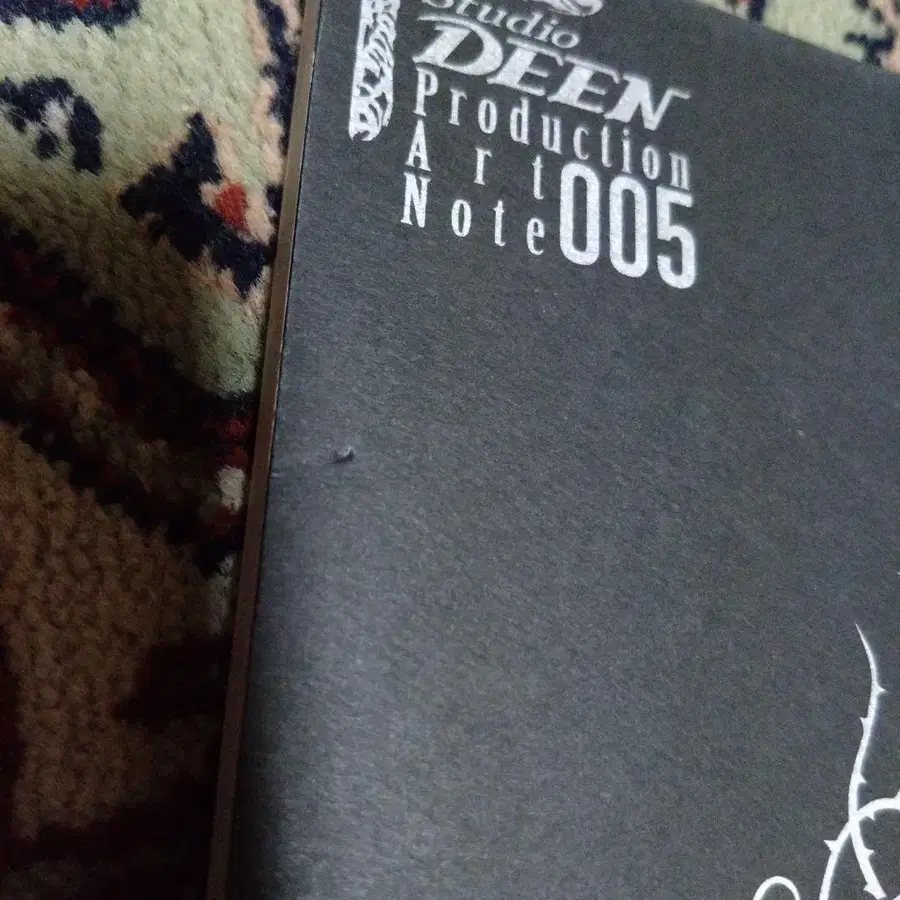 Studio
DEEN
Production
Art
Note 005